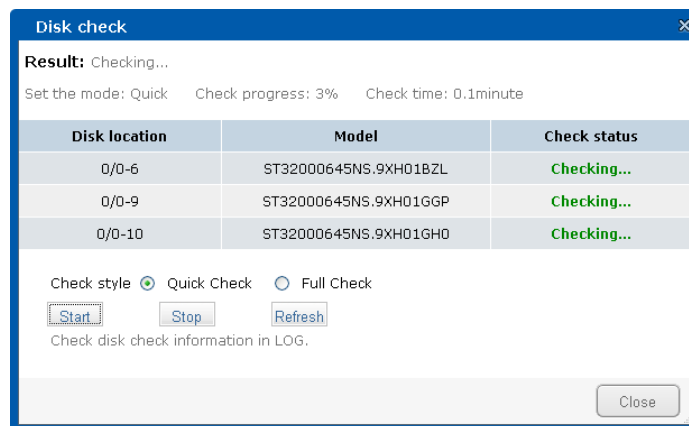 Disk check
Result: Checking...
Set the mode: Quick Check progress: 3% Check time: 0.1minute
Disk location Model Check status
0/0-6 ST32000645NS.9XH01BZL Checking...
0/0-9 ST32000645NS.9XH01GGP Checking...
0/0-10 ST32000645NS.9XH01GH0 Checking...
Check style Quick Check Full Check
Start Stop Refresh
Check disk check information in LOG.
Close